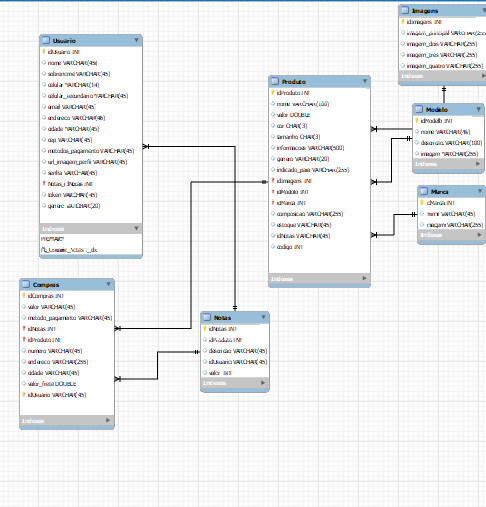 Imagens
idImagens INT
imagem_principal VARCHAR(255)
imagem_dois VARCHAR(255)
imagem_tres VARCHAR(255)
imagem_quatro VARCHAR(255)
Indexes
Usuario
idUsuario INT
nome VARCHAR(45)
sobrenome VARCHAR(45)
celular VARCHAR(14)
celular_secundario VARCHAR(45)
email VARCHAR(45)
endereco VARCHAR(45)
cidade VARCHAR(45)
cep VARCHAR(45)
metodos_pagamento VARCHAR(45)
url_imagem_perfil VARCHAR(45)
senha VARCHAR(45)
INT
token VARCHAR(45)
genero VARCHAR(20)
Indexes
PRIMARY
Produto
idProduto INT
nome VARCHAR(100)
valor DOUBLE
cor CHAR(3)
tamanho CHAR(3)
informacoes VARCHAR(500)
genero VARCHAR(20)
indicado_para VARCHAR(255)
idImagens INT
idModelo INT
idMarca INT
composicao VARCHAR(255)
estoque VARCHAR(45)
idNotas VARCHAR(45)
codigo INT
Indexes
Modelo
idModelo INT
nome VARCHAR(45)
descricao VARCHAR(100)
imagem VARCHAR(255)
Indexes
Marca
idMarca INT
nome VARCHAR(45)
imagem VARCHAR(255)
Indexes
Compras
idCompras INT
valor VARCHAR(45)
metodo_pagamento VARCHAR(45)
idNotas INT
idProduto INT
numero VARCHAR(45)
endereco VARCHAR(255)
cidade VARCHAR(45)
valor_frete DOUBLE
idUsuario VARCHAR(45)
Indexes
Notas
idNotas INT
idProduto INT
descricao VARCHAR(45)
idUsuario VARCHAR(45)
valor INT
Indexes